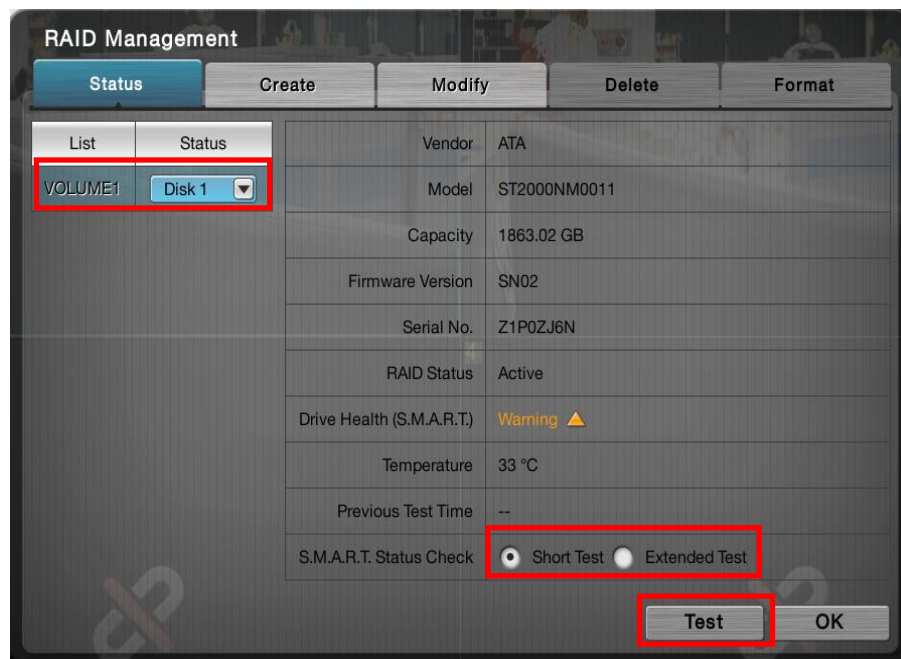 RAID Management
Status Create Modify Delete Format
List Status
VOLUME1 Disk 1
Vendor ATA
Model ST2000NM0011
Capacity 1863.02 GB
Firmware Version SN02
Serial No. Z1P0ZJ6N
RAID Status Active
Drive Health (S.M.A.R.T.) Warning
Temperature 33 °C
Previous Test Time --
S.M.A.R.T. Status Check Short Test Extended Test
Test OK